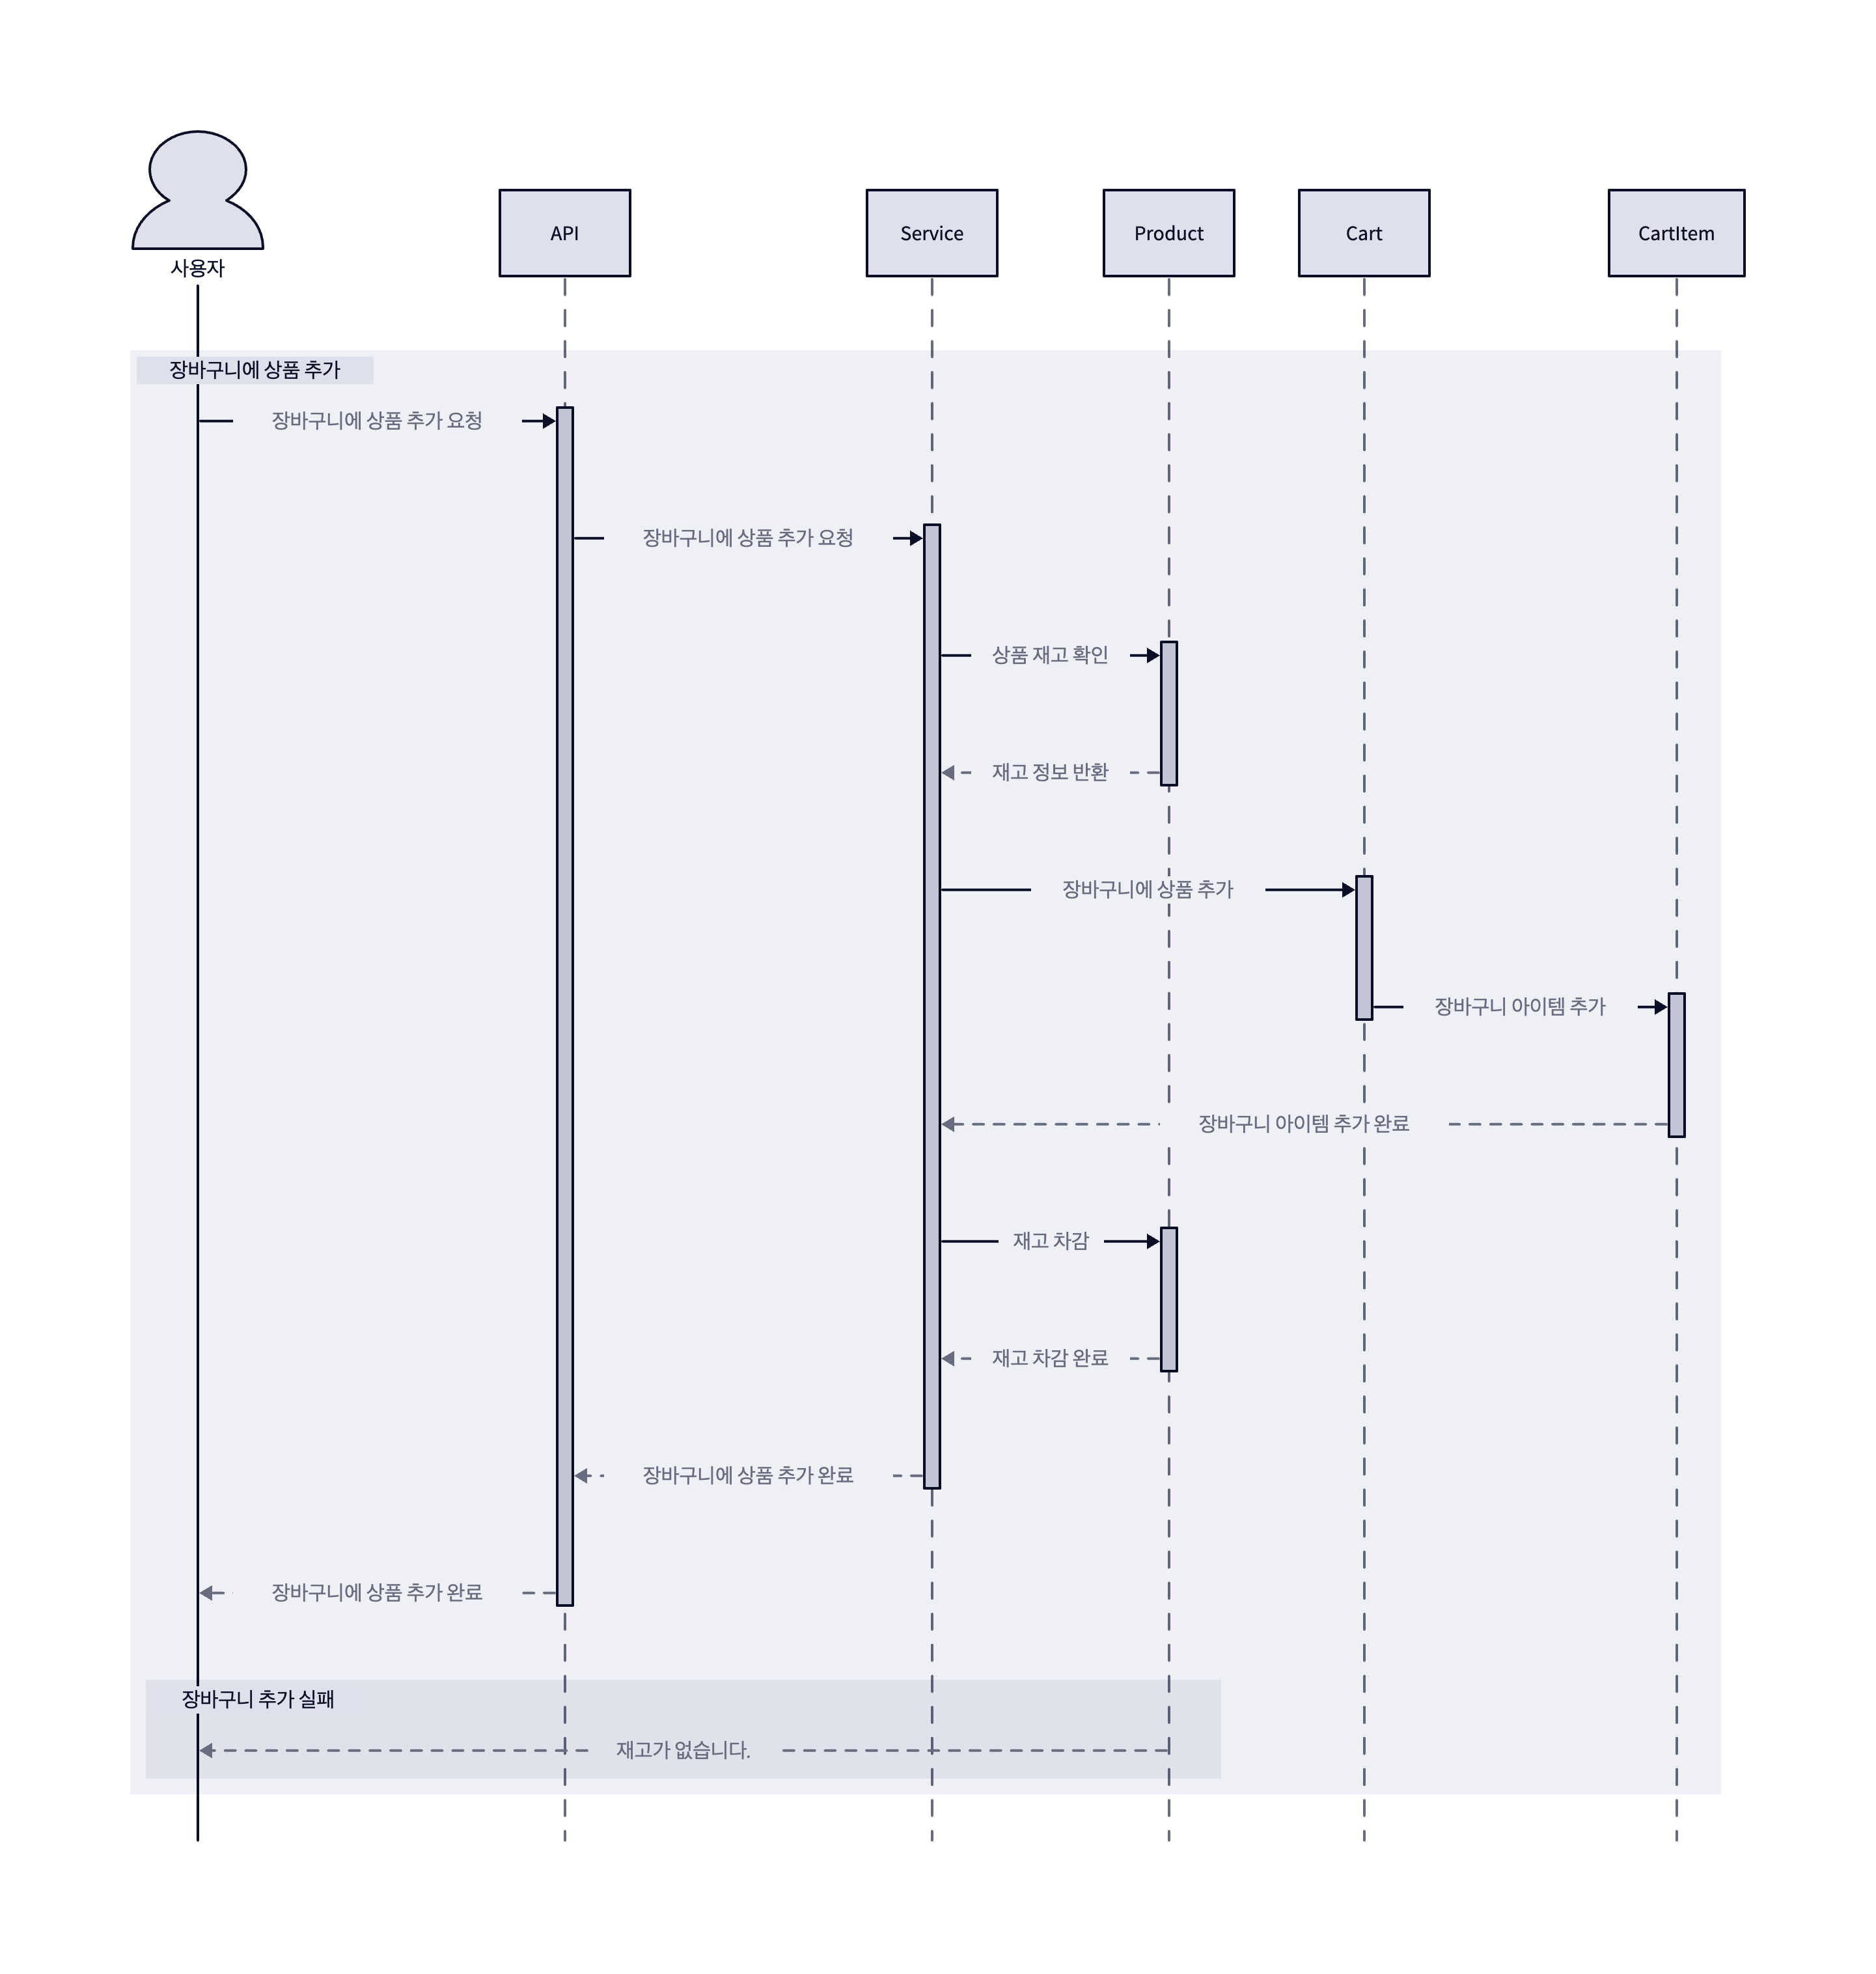 사용자
API
Service
Product
Cart
CartItem
장바구니에 상품 추가
장바구니에 상품 추가 요청
장바구니에 상품 추가 요청
상품 재고 확인
재고 정보 반환
장바구니에 상품 추가
장바구니 아이템 추가
장바구니 아이템 추가 완료
재고 차감
재고 차감 완료
장바구니에 상품 추가 완료
장바구니에 상품 추가 완료
장바구니 추가 실패
재고가 없습니다.